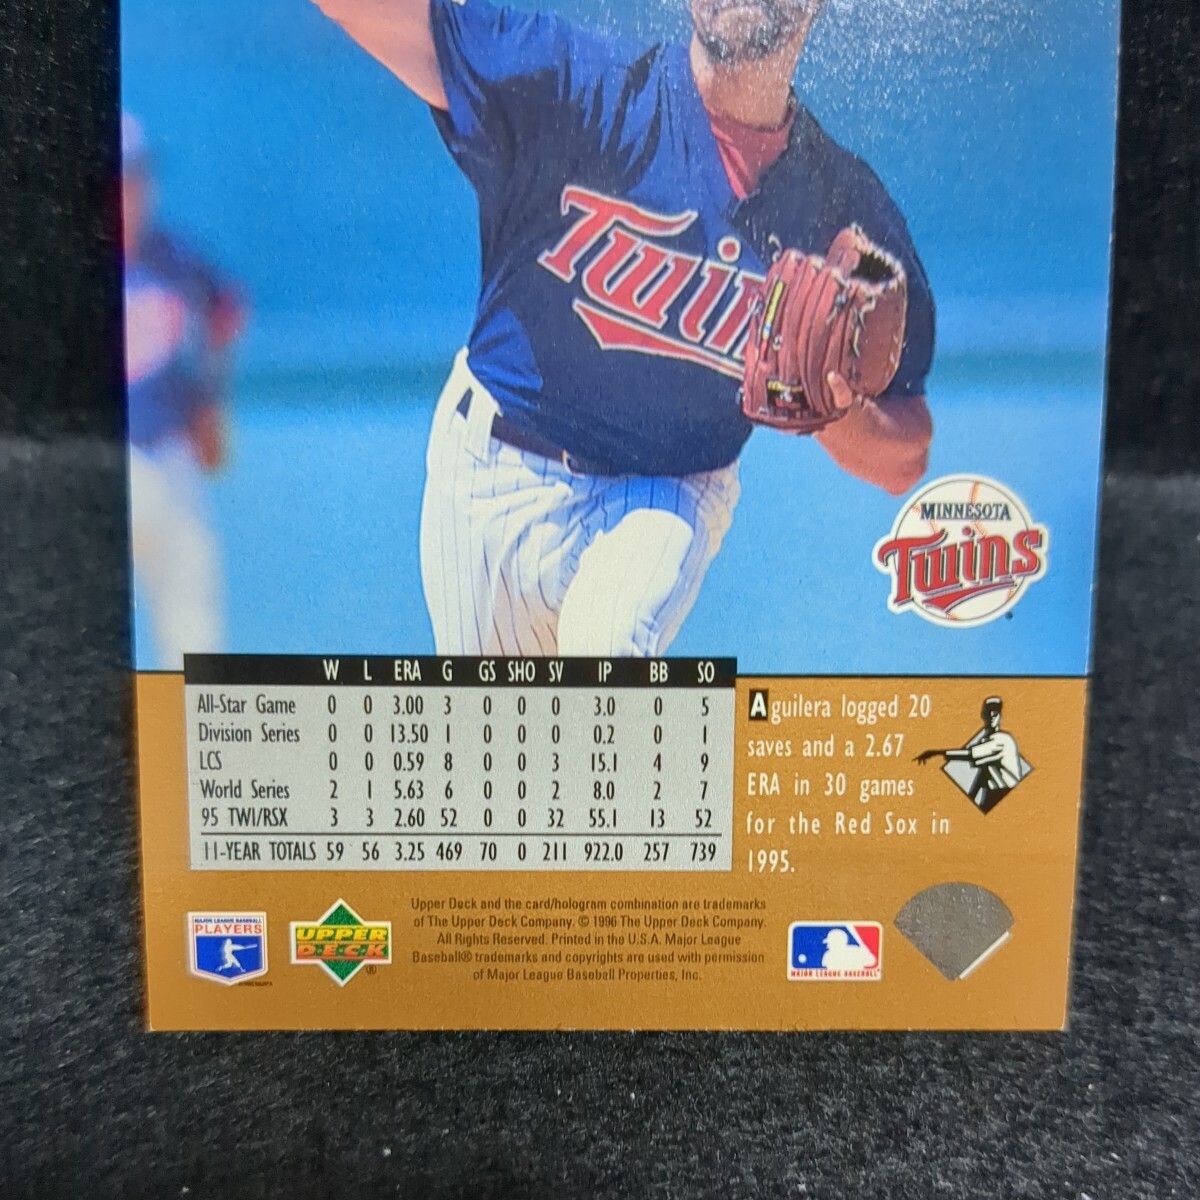 Twins
MINNESOTA
Twins
W L ERA G GS SHO SV IP BB SO
All-Star Game 0 0 3.00 3 0 0 0 3.0 0 5
Division Series 0 0 13.50 1 0 0 0 0.2 0 1
LCS 0 0 0.59 8 0 0 3 15.1 4 9
World Series 2 1 5.63 6 0 0 2 8.0 2 7
95 TWI/RSX 3 3 2.60 52 0 0 32 55.1 13 52
11-YEAR TOTALS 59 56 3.25 469 70 0 211 922.0 257 739
Aguilera logged 20
saves and a 2.67
ERA in 30 games
for the Red Sox in
1995.
MAJOR LEAGUE BASEBALL
PLAYERS
UPPER
DECK
®
Upper Deck and the card/hologram combination are trademarks
of The Upper Deck Company. © 1996 The Upper Deck Company.
All Rights Reserved. Printed in the U.S.A. Major League
Baseball® trademarks and copyrights are used with permission
of Major League Baseball Properties, Inc.
MAJOR LEAGUE BASEBALL